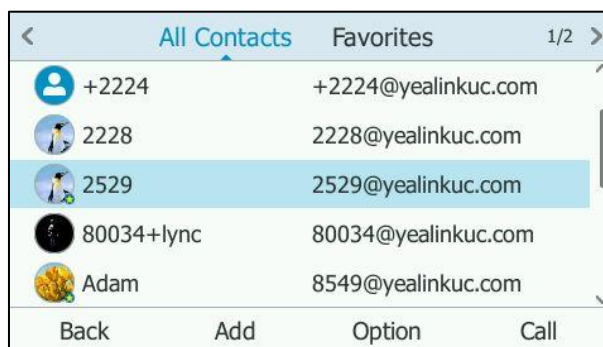 All Contacts Favorites 1/2
+2224 +2224@yealinkuc.com
2228 2228@yealinkuc.com
2529 2529@yealinkuc.com
80034+lync 80034@yealinkuc.com
Adam 8549@yealinkuc.com
Back Add Option Call